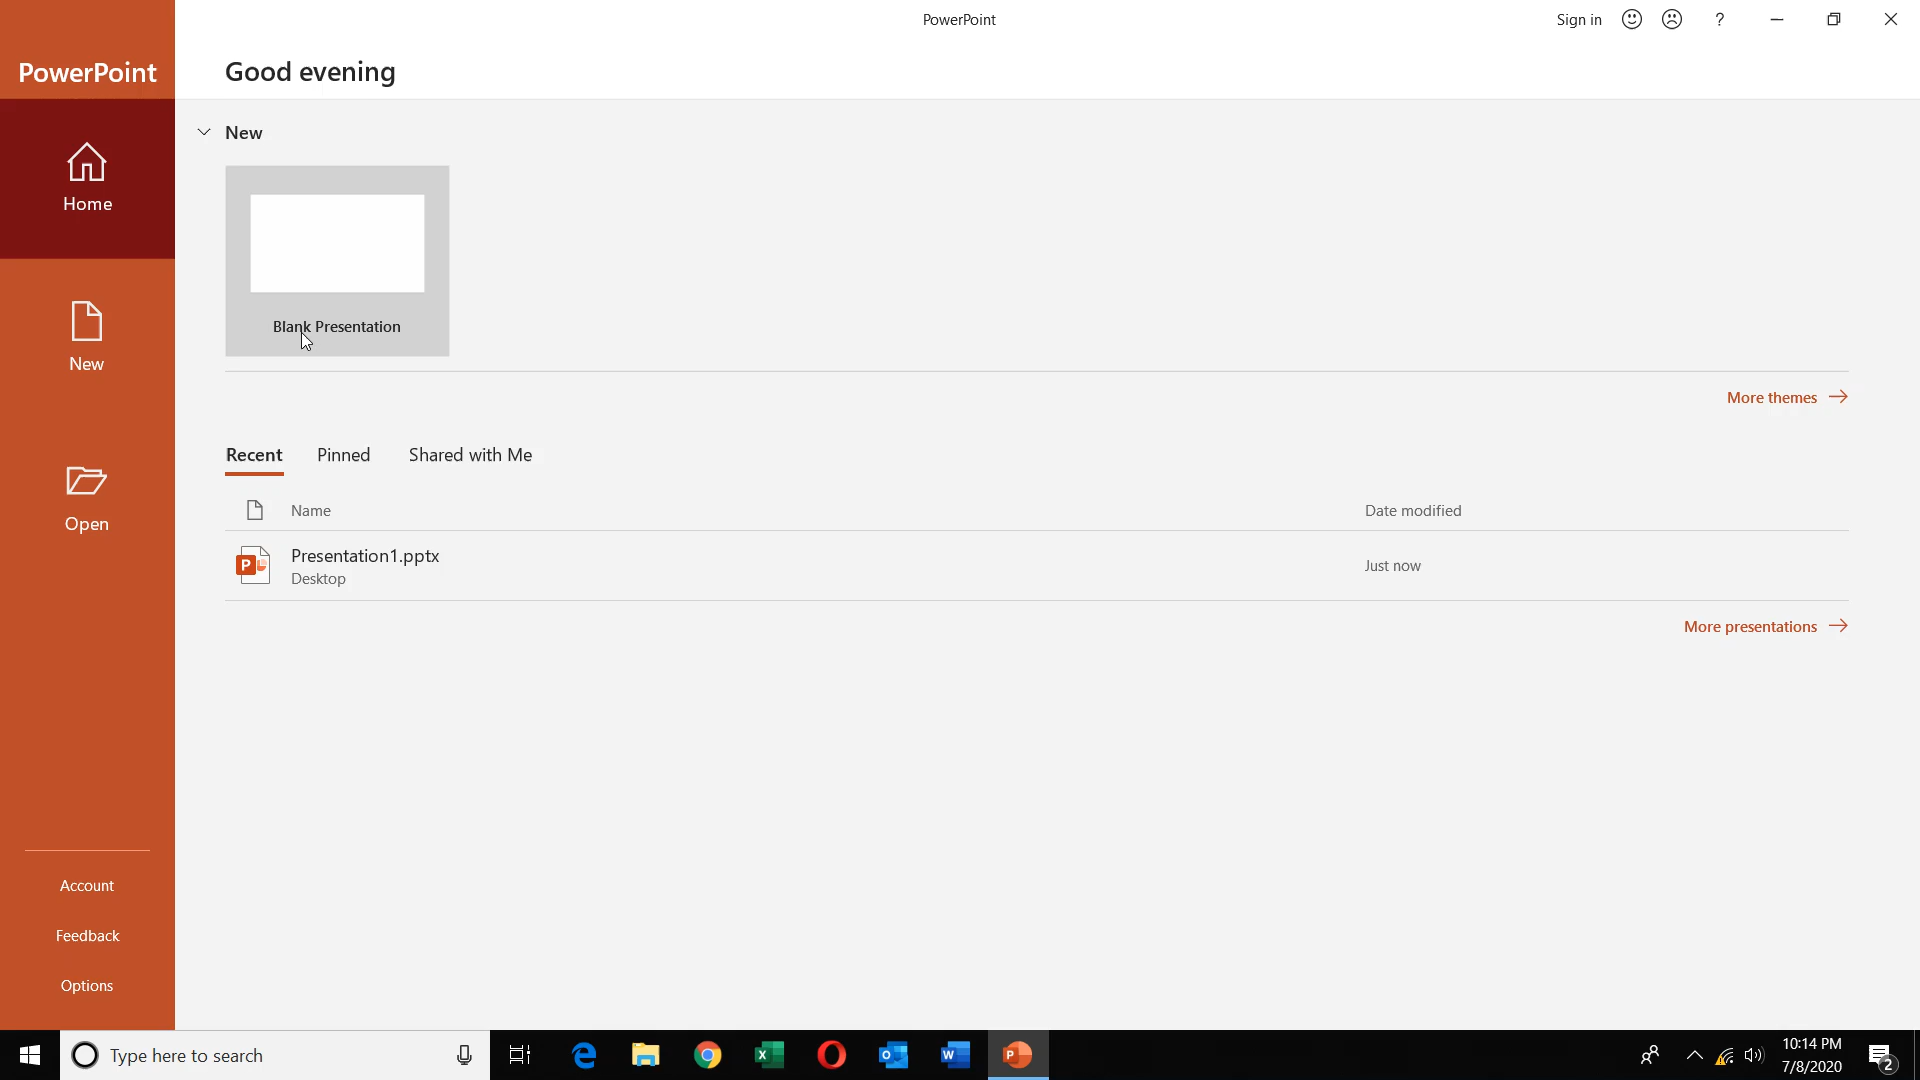 PowerPoint
Sign in
?
PowerPoint
Good evening
New
Home
Blank Presentation
New
More themes
Recent Pinned Shared with Me
Name Date modified
Presentation1.pptx
Desktop
Just now
Open
More presentations
Account
Feedback
Options
Type here to search
10:14 PM
7/8/2020
2